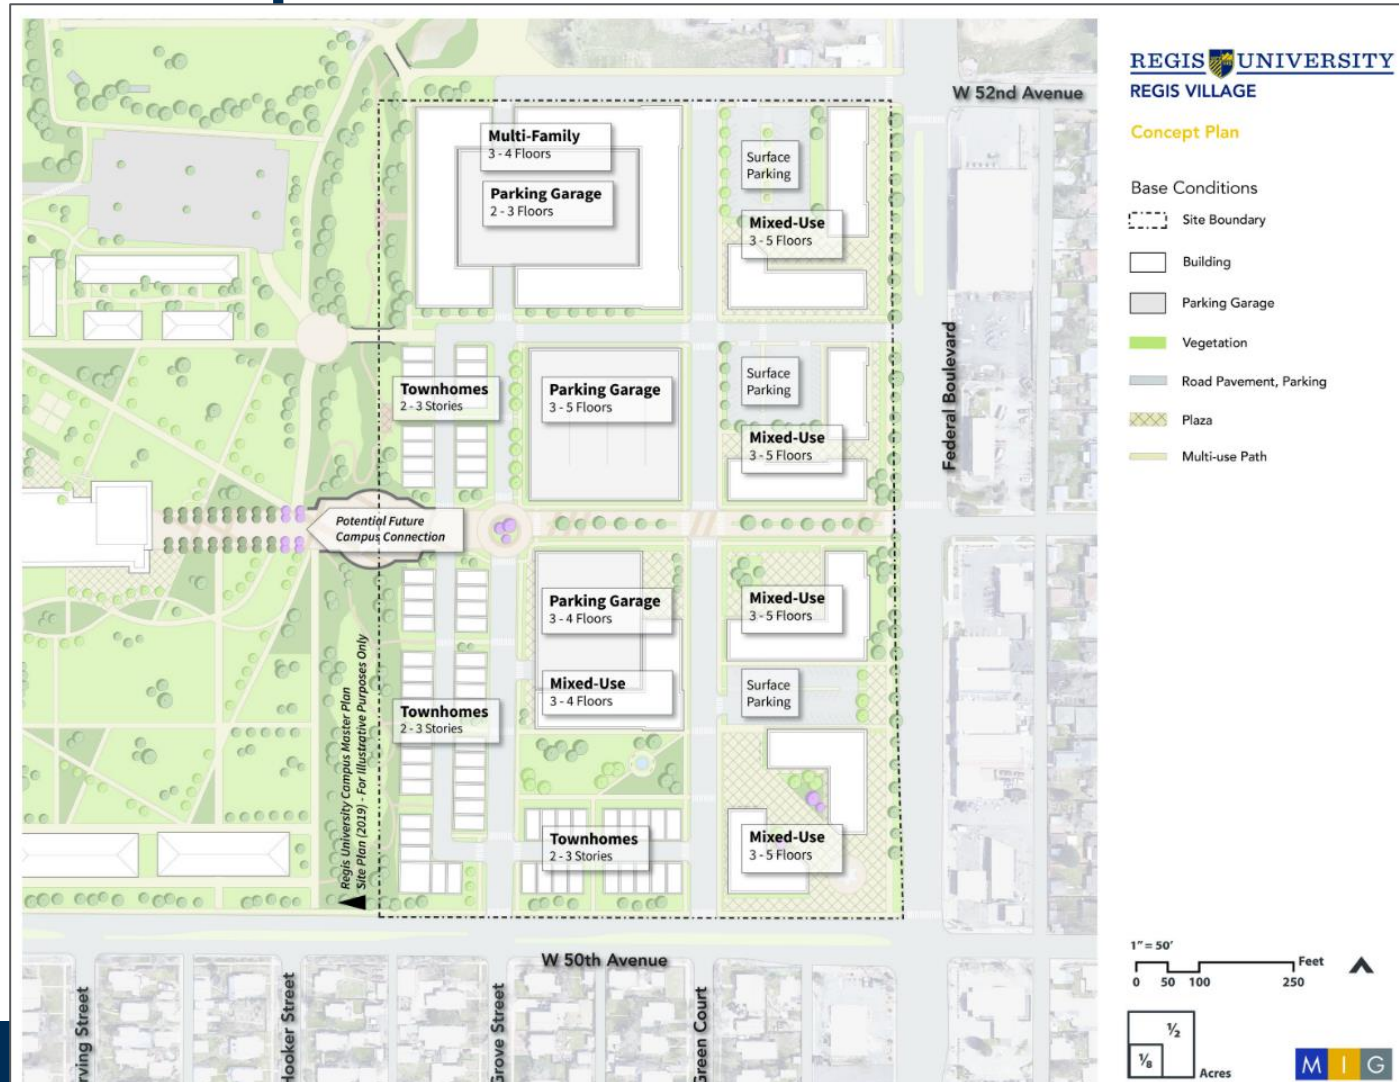 REGIS UNIVERSITY
REGIS VILLAGE
Concept Plan
Base Conditions
Site Boundary
Building
Parking Garage
Vegetation
Road Pavement, Parking
Plaza
Multi-use Path
W 52nd Avenue
Multi-Family
3 - 4 Floors
Parking Garage
2 - 3 Floors
Surface
Parking
Mixed-Use
3 - 5 Floors
Federal Boulevard
Townhomes
2 - 3 Stories
Parking Garage
3 - 5 Floors
Surface
Parking
Mixed-Use
3 - 5 Floors
Potential Future
Campus Connection
Parking Garage
3 - 4 Floors
Mixed-Use
3 - 4 Floors
Mixed-Use
3 - 5 Floors
Surface
Parking
Townhomes
2 - 3 Stories
Regis University Campus Master Plan
Site Plan (2019) - For Illustrative Purposes Only
Townhomes
2 - 3 Stories
Mixed-Use
3 - 5 Floors
W 50th Avenue
Hooker Street
Grove Street
Green Court
1" = 50'
Feet
0 50 100 250
1/2
1/8
Acres
M I G